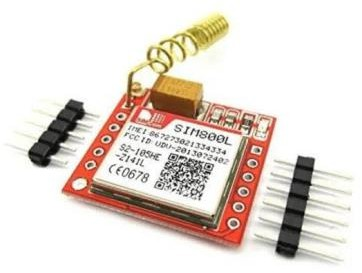 SIM800L
IMEI:867273021334334
FCC ID:UDV-2013072402
S2-105HE
-Z141L
CE0678